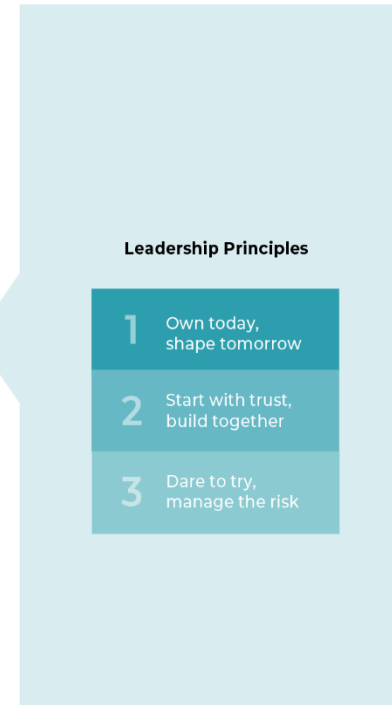 Leadership Principles
1
Own today,
shape tomorrow
2
Start with trust,
build together
3
Dare to try,
manage the risk